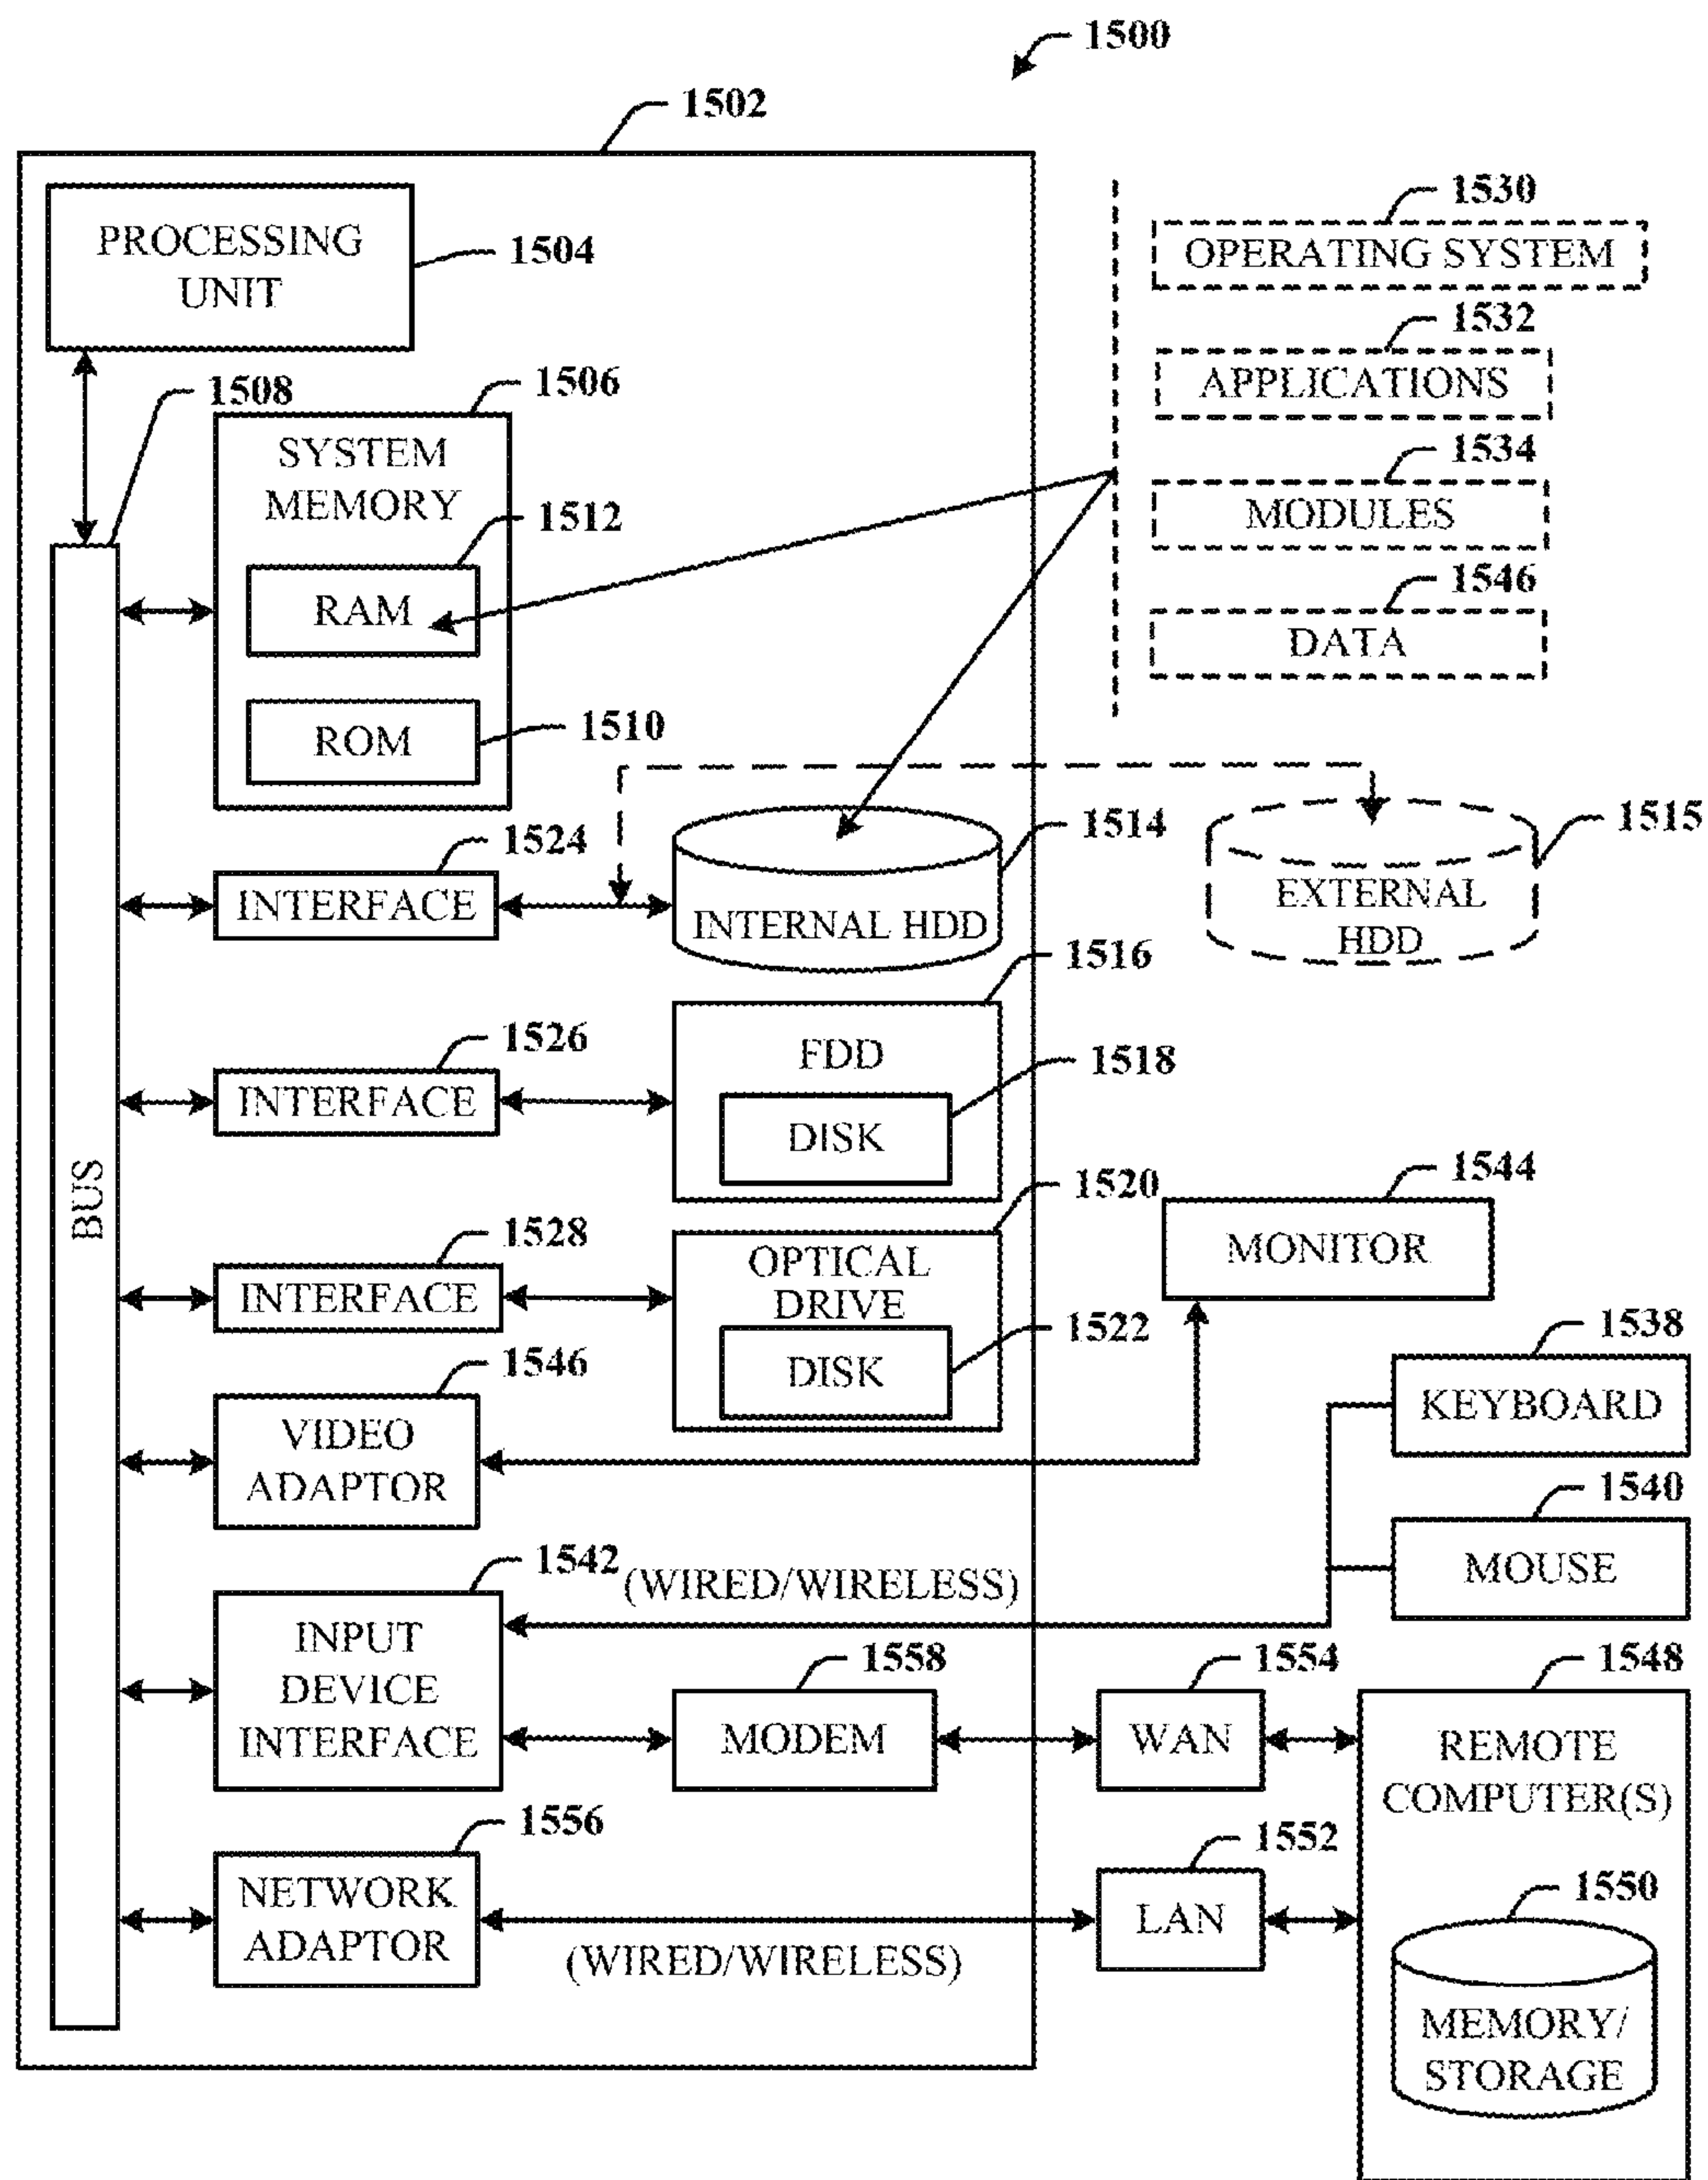 1500
1502
PROCESSING
UNIT
1504
1530
OPERATING SYSTEM
1532
APPLICATIONS
1534
MODULES
1546
DATA
1508
1506
SYSTEM
MEMORY
1512
RAM
1510
ROM
BUS
1524
INTERFACE
1514
INTERNAL HDD
1515
EXTERNAL
HDD
1516
FDD
1526
INTERFACE
1518
DISK
1520
OPTICAL
DRIVE
1528
INTERFACE
1522
DISK
1544
MONITOR
1546
VIDEO
ADAPTOR
1538
KEYBOARD
1540
MOUSE
1542
(WIRED/WIRELESS)
INPUT
DEVICE
INTERFACE
1558
MODEM
1554
WAN
1548
REMOTE
COMPUTER(S)
1556
NETWORK
ADAPTOR
(WIRED/WIRELESS)
1552
LAN
1550
MEMORY/
STORAGE